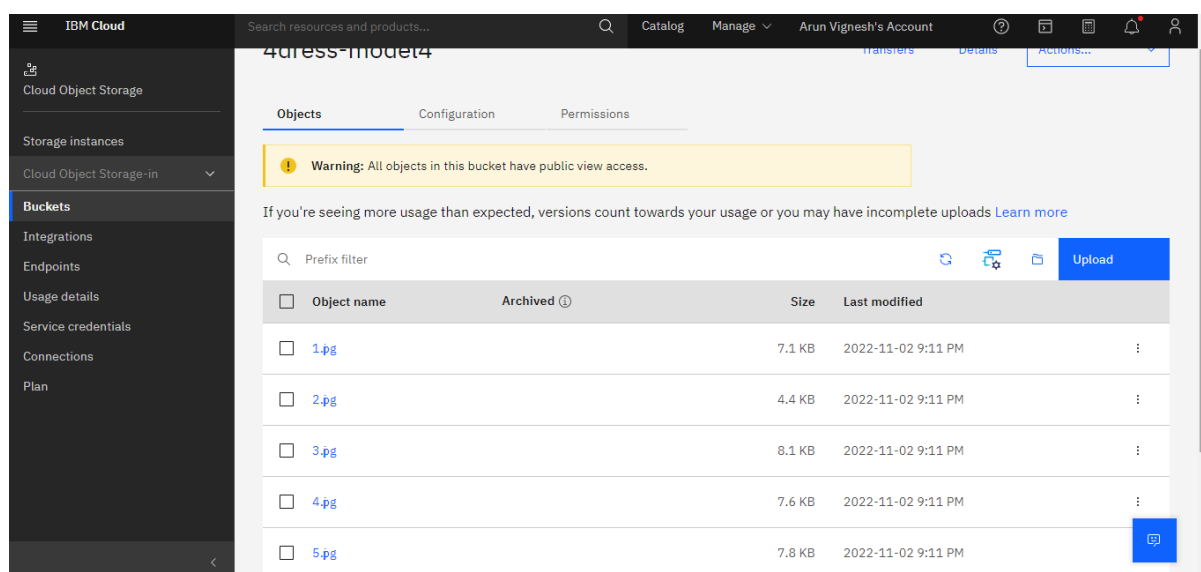 IBM Cloud
Search resources and products...
Catalog
Manage
Arun Vignesh's Account
Cloud Object Storage
Storage instances
Cloud Object Storage-in
Buckets
Integrations
Endpoints
Usage details
Service credentials
Connections
Plan
4dress-model4
Transfers
Details
Actions...
Objects
Configuration
Permissions
Warning: All objects in this bucket have public view access.
If you're seeing more usage than expected, versions count towards your usage or you may have incomplete uploads Learn more
Prefix filter
Upload
Object name Archived Size Last modified
1.jpg 7.1 KB 2022-11-02 9:11 PM
2.jpg 4.4 KB 2022-11-02 9:11 PM
3.jpg 8.1 KB 2022-11-02 9:11 PM
4.jpg 7.6 KB 2022-11-02 9:11 PM
5.jpg 7.8 KB 2022-11-02 9:11 PM